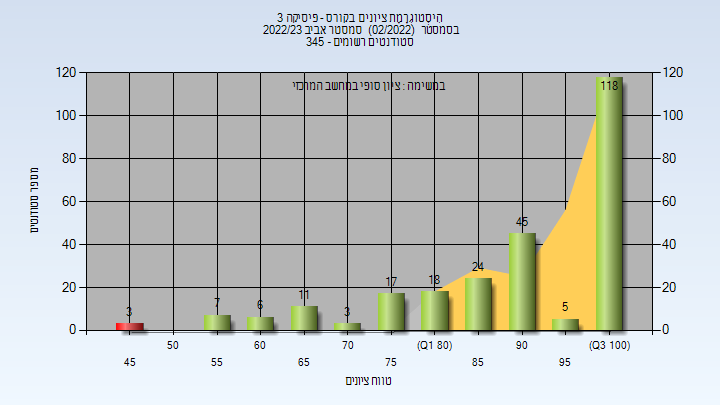 היסטוגרמת ציונים בקורס - פיסיקה 3
בסמסטר (02/2022) סמסטר אביב 2022/23
סטודנטים רשומים - 345
במשימה : ציון סופי במחשב המרכזי
מספר סטודנטים
120 120
100 100
80 80
60 60
40 40
20 20
0 0
3 7 6 11 3 17 18 24 45 5 118
50 60 70 (Q1 80) 90 (Q3 100)
45 55 65 75 85 95
טווח ציונים